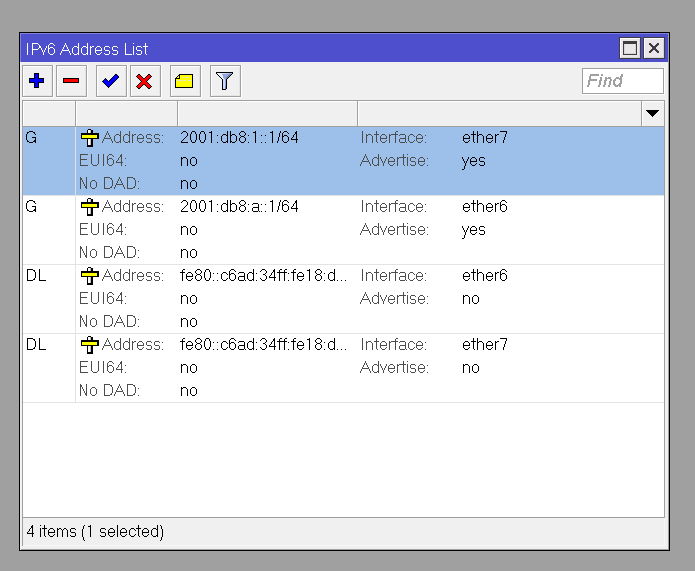 IPv6 Address List
Find
G Address: 2001:db8:1::1/64 Interface: ether7
EUI64: no Advertise: yes
No DAD: no
G Address: 2001:db8:a::1/64 Interface: ether6
EUI64: no Advertise: yes
No DAD: no
DL Address: fe80::c6ad:34ff:fe18:d... Interface: ether6
EUI64: no Advertise: no
No DAD: no
DL Address: fe80::c6ad:34ff:fe18:d... Interface: ether7
EUI64: no Advertise: no
No DAD: no
4 items (1 selected)